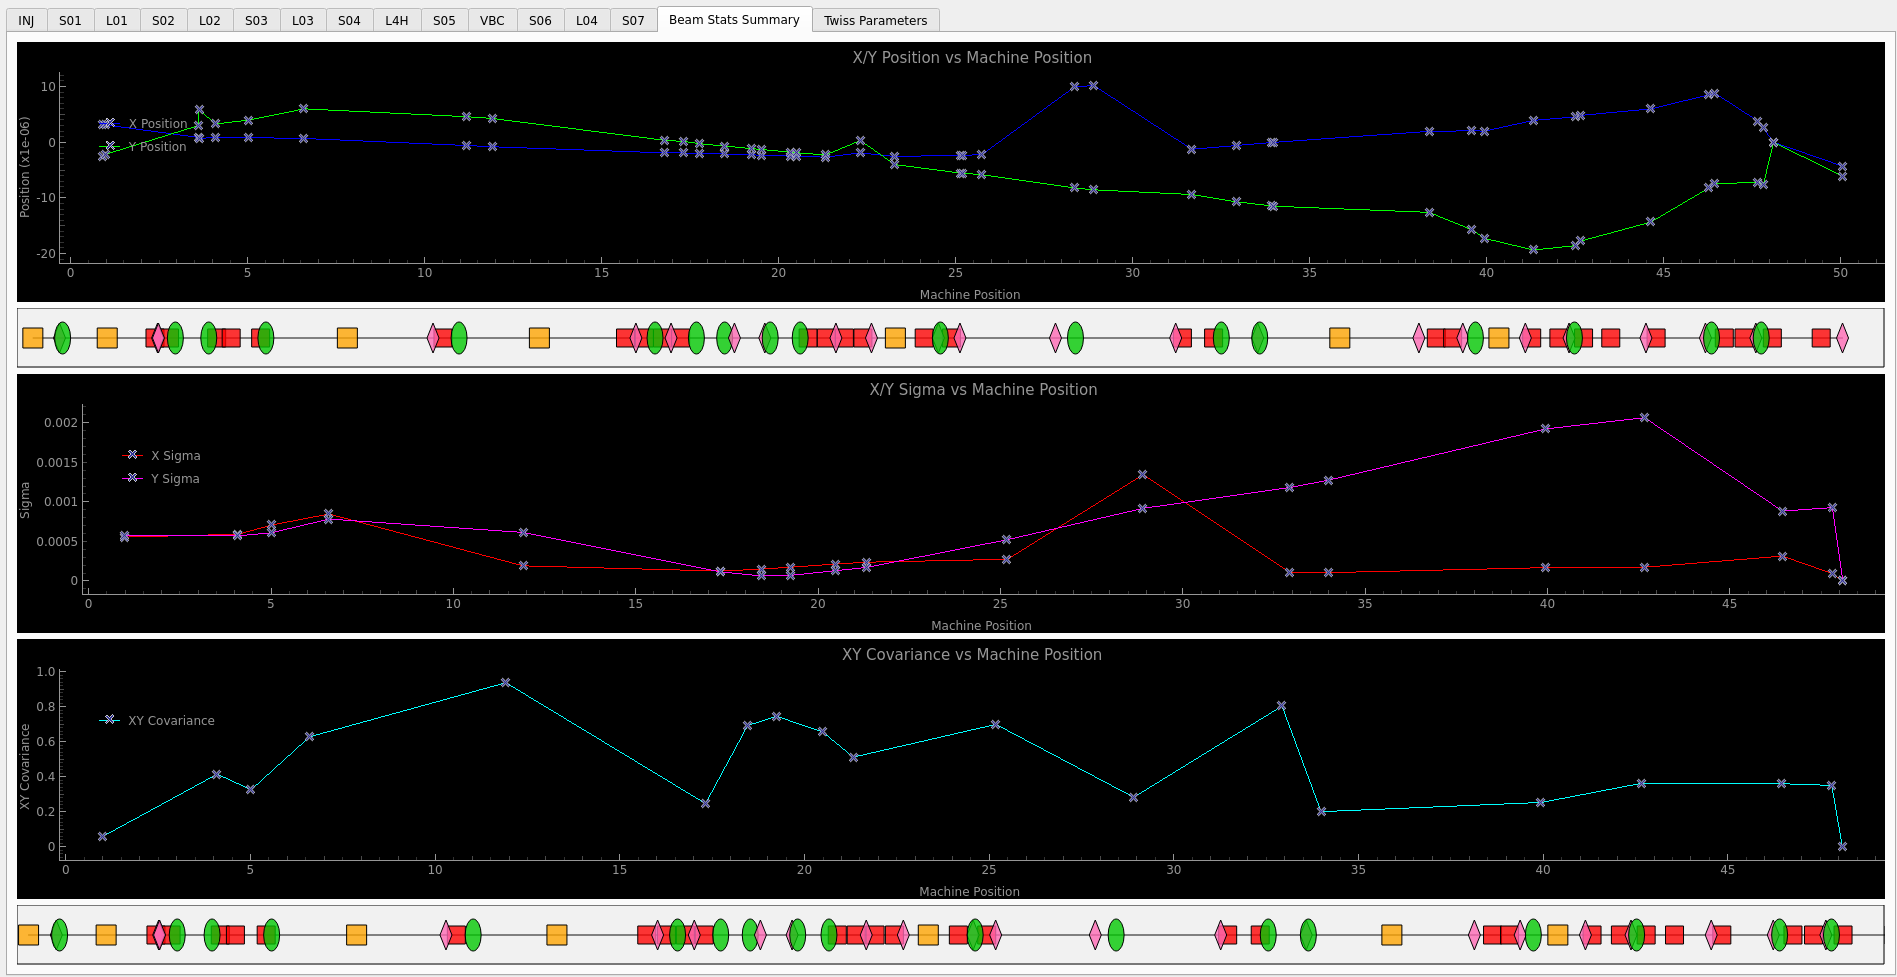 INJ S01 L01 S02 L02 S03 L03 S04 L4H S05 VBC S06 L04 S07 Beam Stats Summary Twiss Parameters
X/Y Position vs Machine Position
Position (x1e-06)
10
0
-10
-20
X Position
Y Position
0 5 10 15 20 25 30 35 40 45 50
Machine Position
X/Y Sigma vs Machine Position
Sigma
0.002
0.0015
0.001
0.0005
0
X Sigma
Y Sigma
0 5 10 15 20 25 30 35 40 45
Machine Position
XY Covariance vs Machine Position
XY Covariance
1.0
0.8
0.6
0.4
0.2
0
XY Covariance
0 5 10 15 20 25 30 35 40 45
Machine Position